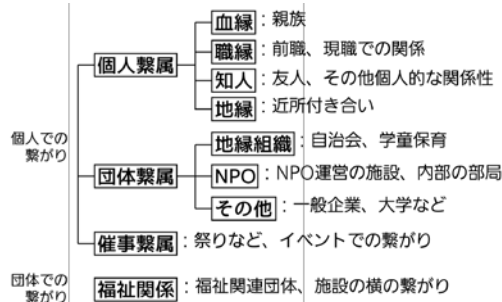 血縁：親族
職縁：前職、現職での関係
個人繋属
知人：友人、その他個人的な関係性
地縁：近所付き合い
個人での
繋がり
地縁組織：自治会、学童保育
団体繋属
NPO：NPO運営の施設、内部の部局
その他：一般企業、大学など
催事繋属：祭りなど、イベントでの繋がり
団体での
繋がり
福祉関係：福祉関連団体、施設の横の繋がり